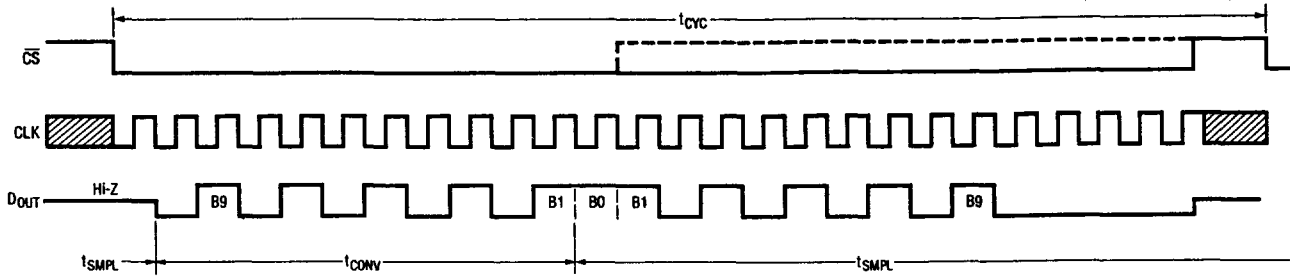 tCYC
CS
CLK
Hi-Z
DOUT B9 B1 B0 B1 B9
tSMPL tCONV tSMPL